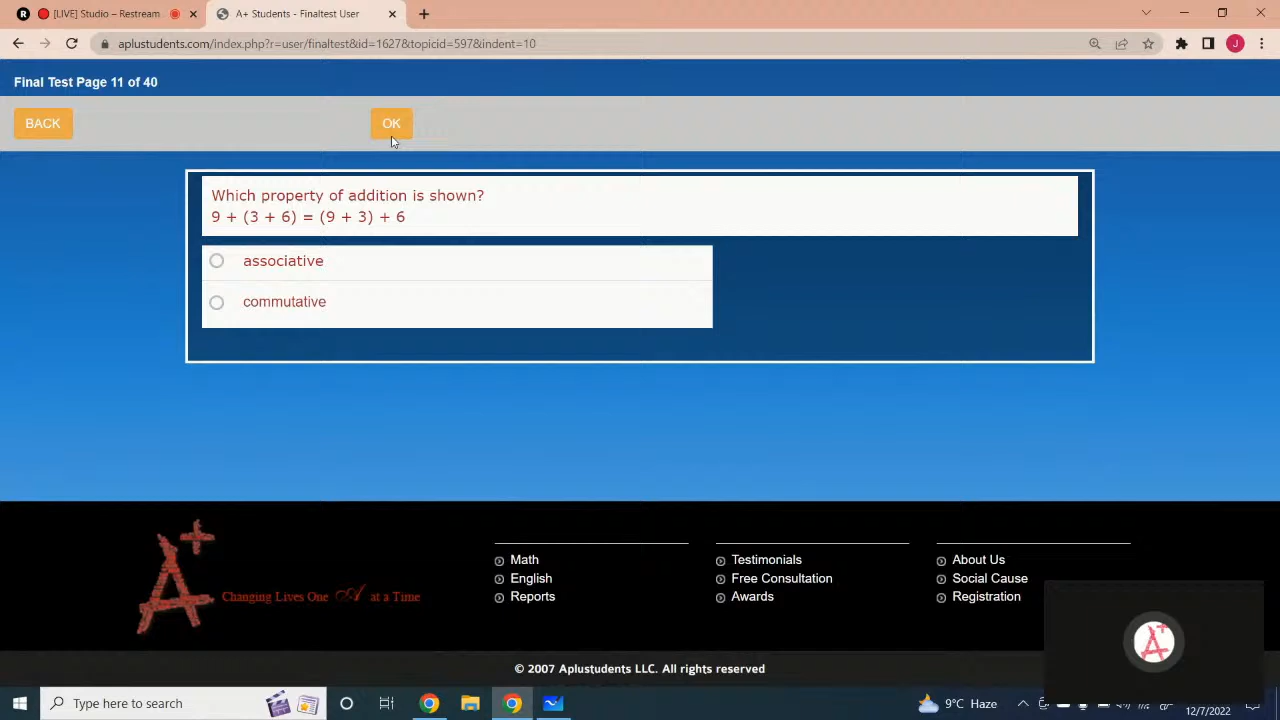 [LIVE] Studio – Restream
A+ Students - Finaltest User
aplustudents.com/index.php?r=user/finaltest&id=1627&topicid=597&indent=10
J
Final Test Page 11 of 40
BACK
OK
Which property of addition is shown?
9 + (3 + 6) = (9 + 3) + 6
associative
commutative
A+
Changing Lives One A at a Time
Math
English
Reports
Testimonials
Free Consultation
Awards
About Us
Social Cause
Registration
A+
© 2007 Aplustudents LLC. All rights reserved
Type here to search
9°C Haze
12/7/2022